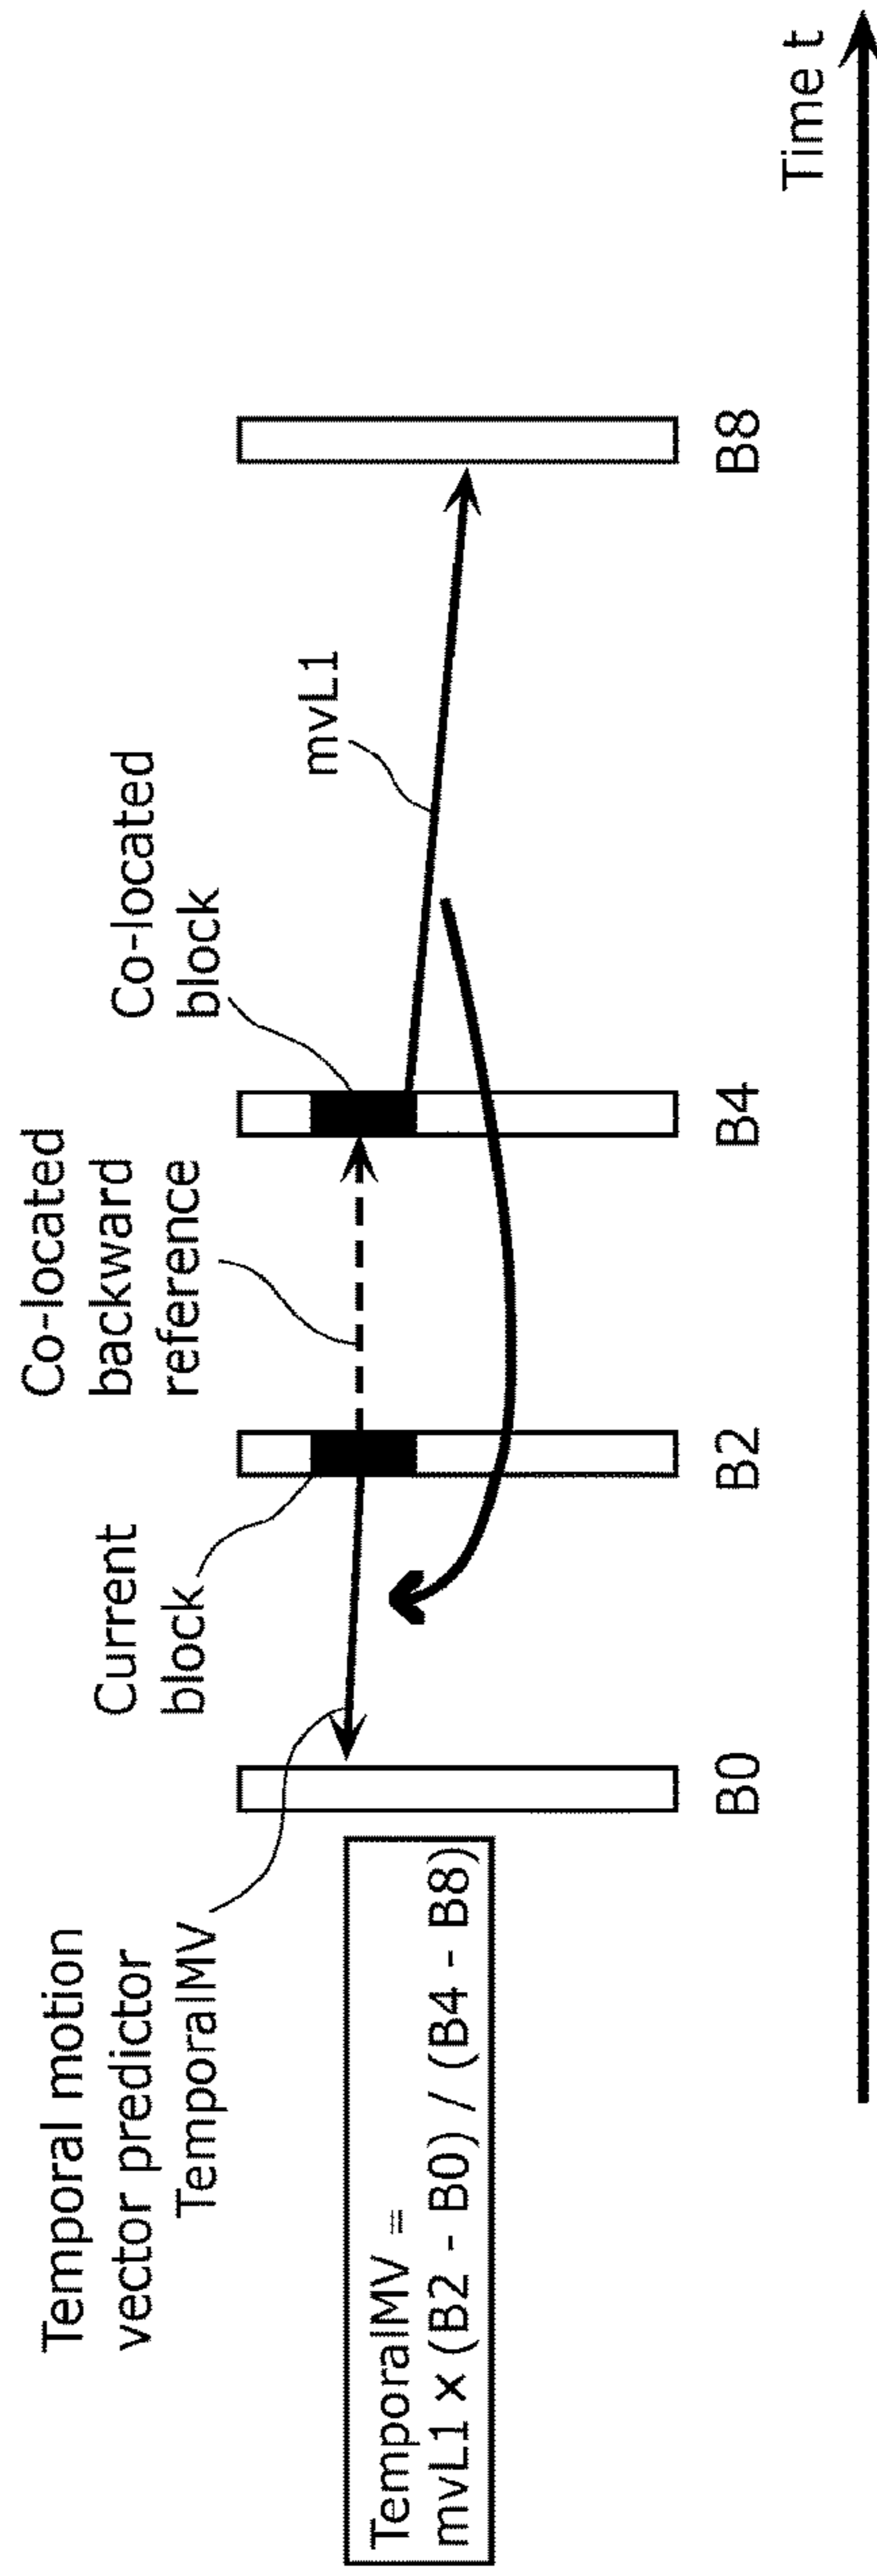 Temporal motion
vector predictor
TemporalMV
Current
block
Co-located
backward
reference
Co-located
block
mvL1
TemporalMV =
mvL1 × (B2 - B0) / (B4 - B8)
B0
B2
B4
B8
Time t